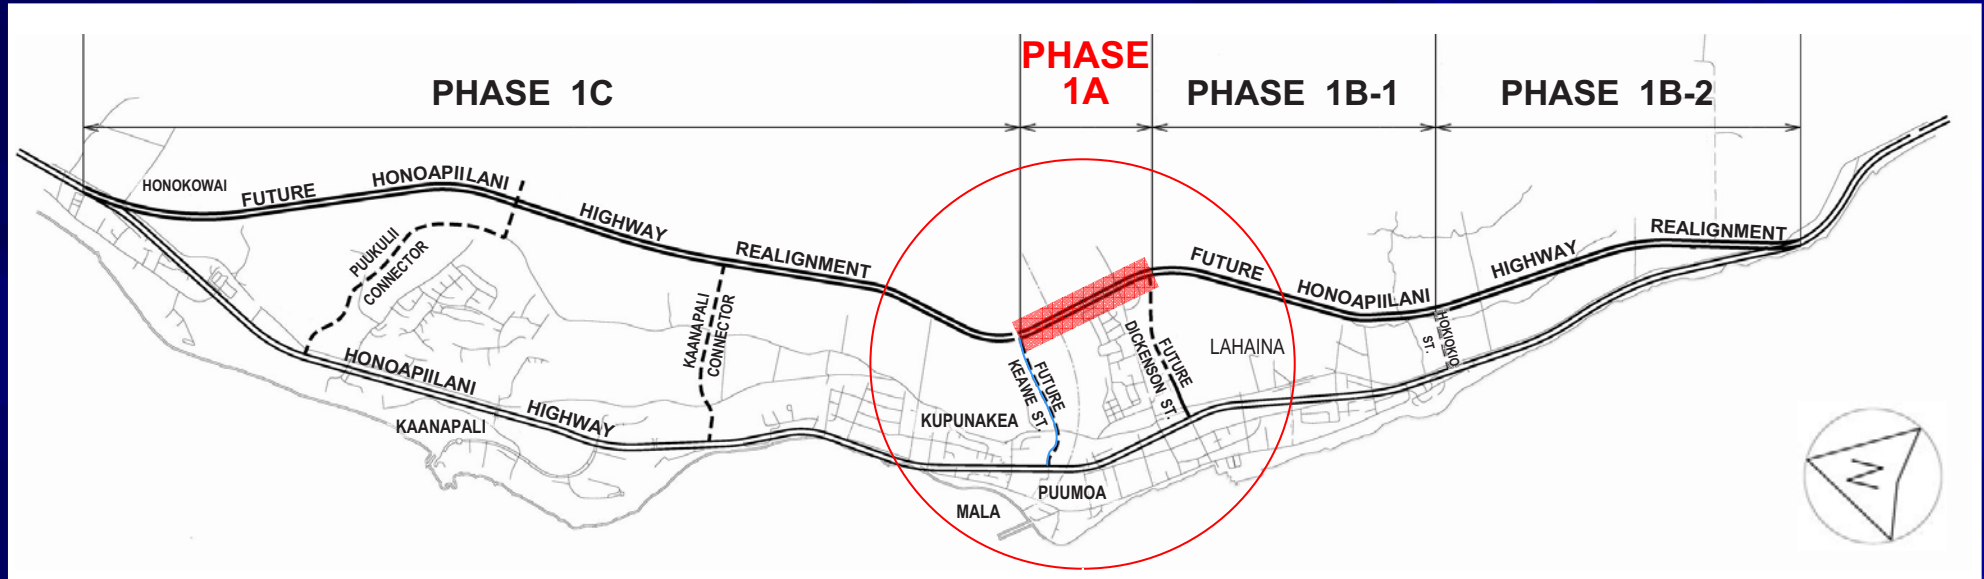 PHASE 1C
PHASE
1A
PHASE 1B-1
PHASE 1B-2
HONOKOWAI
FUTURE
HONOAPIILANI
HIGHWAY
REALIGNMENT
PUUKULII
CONNECTOR
KAANAPALI
CONNECTOR
HONOAPIILANI
HIGHWAY
KAANAPALI
KUPUNAKEA
FUTURE
KEAWE ST.
FUTURE
DICKENSON ST.
LAHAINA
FUTURE
HONOAPIILANI
HIGHWAY
REALIGNMENT
HOKIOKIO
ST.
PUUMOA
MALA
N